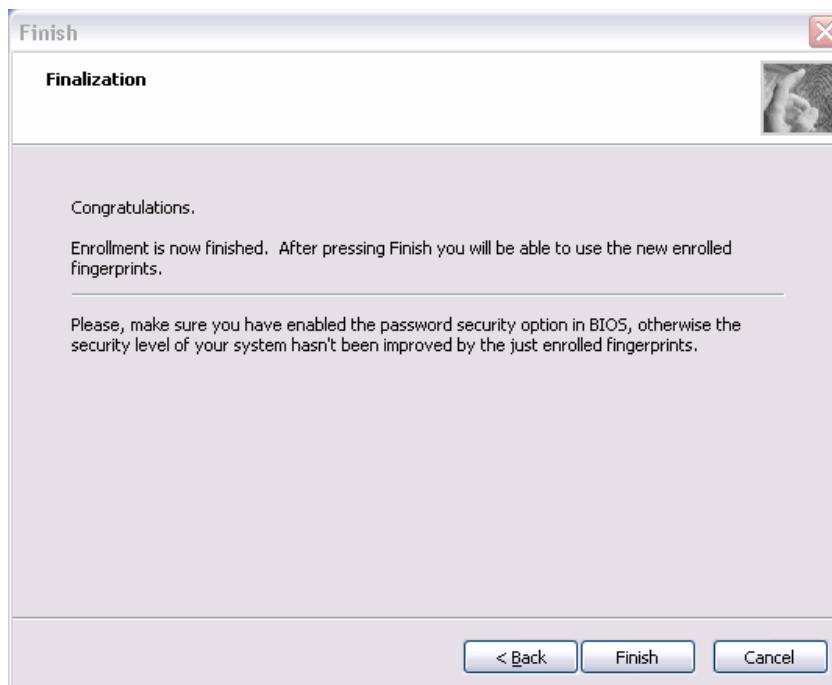 Finish
Finalization
Congratulations.
Enrollment is now finished.  After pressing Finish you will be able to use the new enrolled
fingerprints.
Please, make sure you have enabled the password security option in BIOS, otherwise the
security level of your system hasn't been improved by the just enrolled fingerprints.
< Back
Finish
Cancel